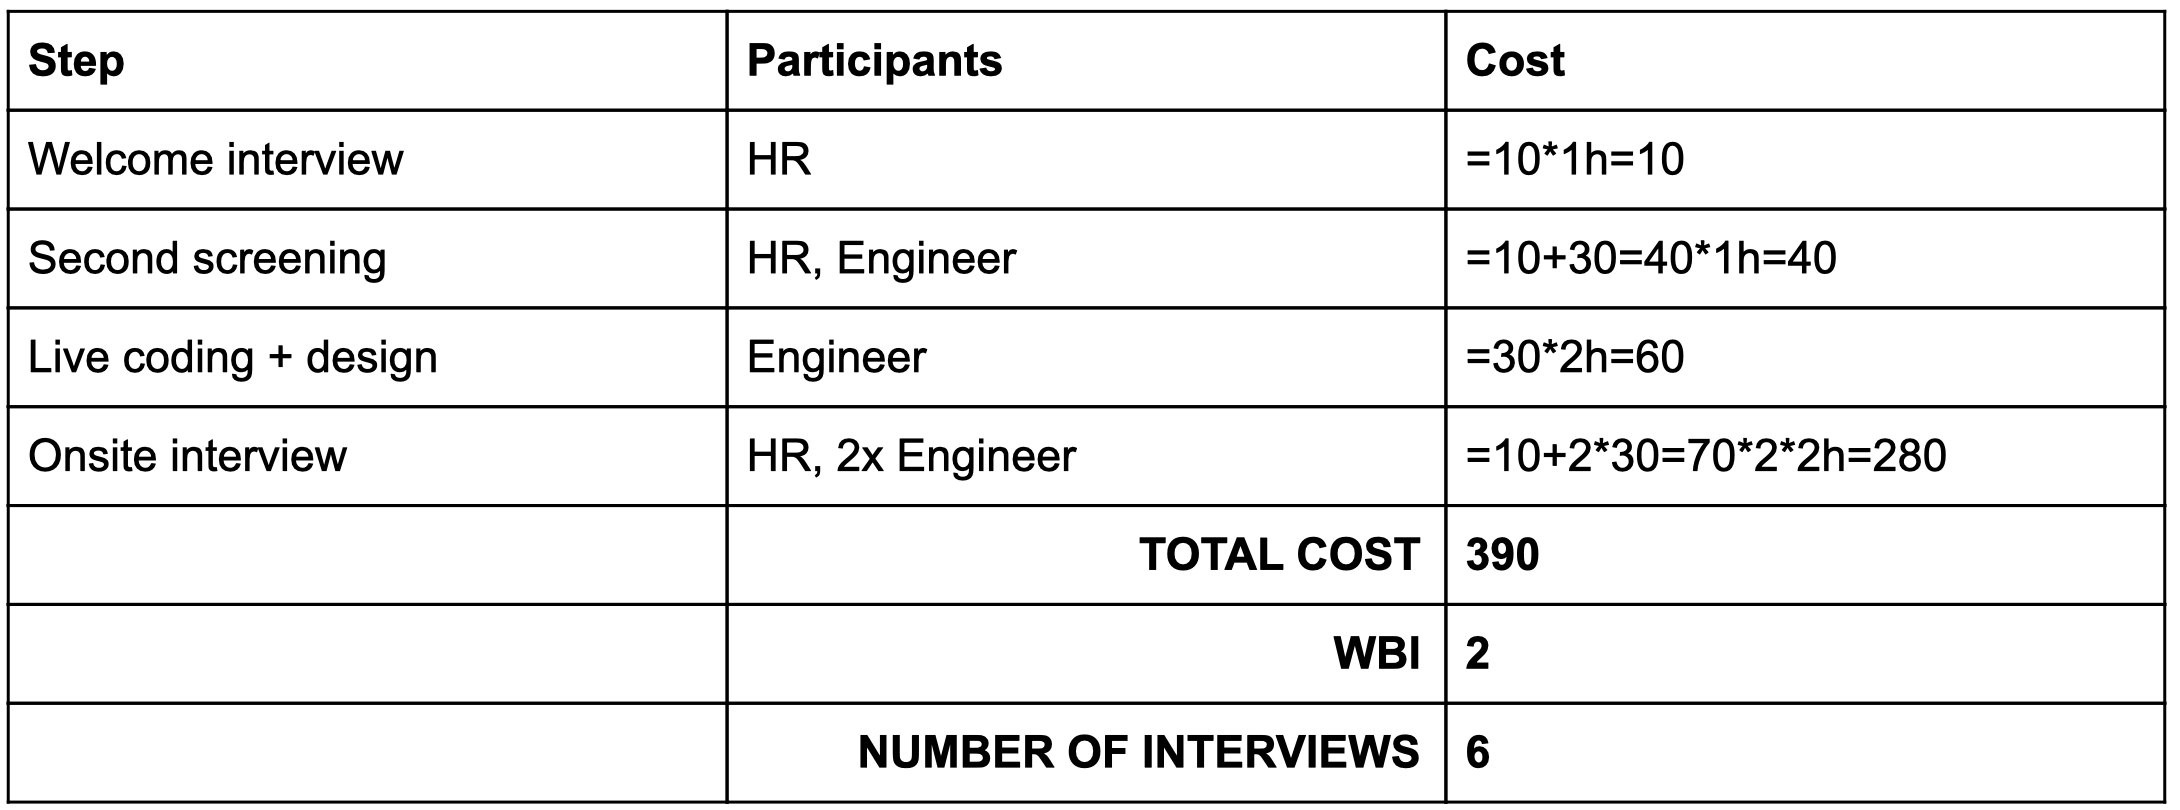 Step Participants Cost
Welcome interview HR =10*1h=10
Second screening HR, Engineer =10+30=40*1h=40
Live coding + design Engineer =30*2h=60
Onsite interview HR, 2x Engineer =10+2*30=70*2*2h=280
TOTAL COST 390
WBI 2
NUMBER OF INTERVIEWS 6